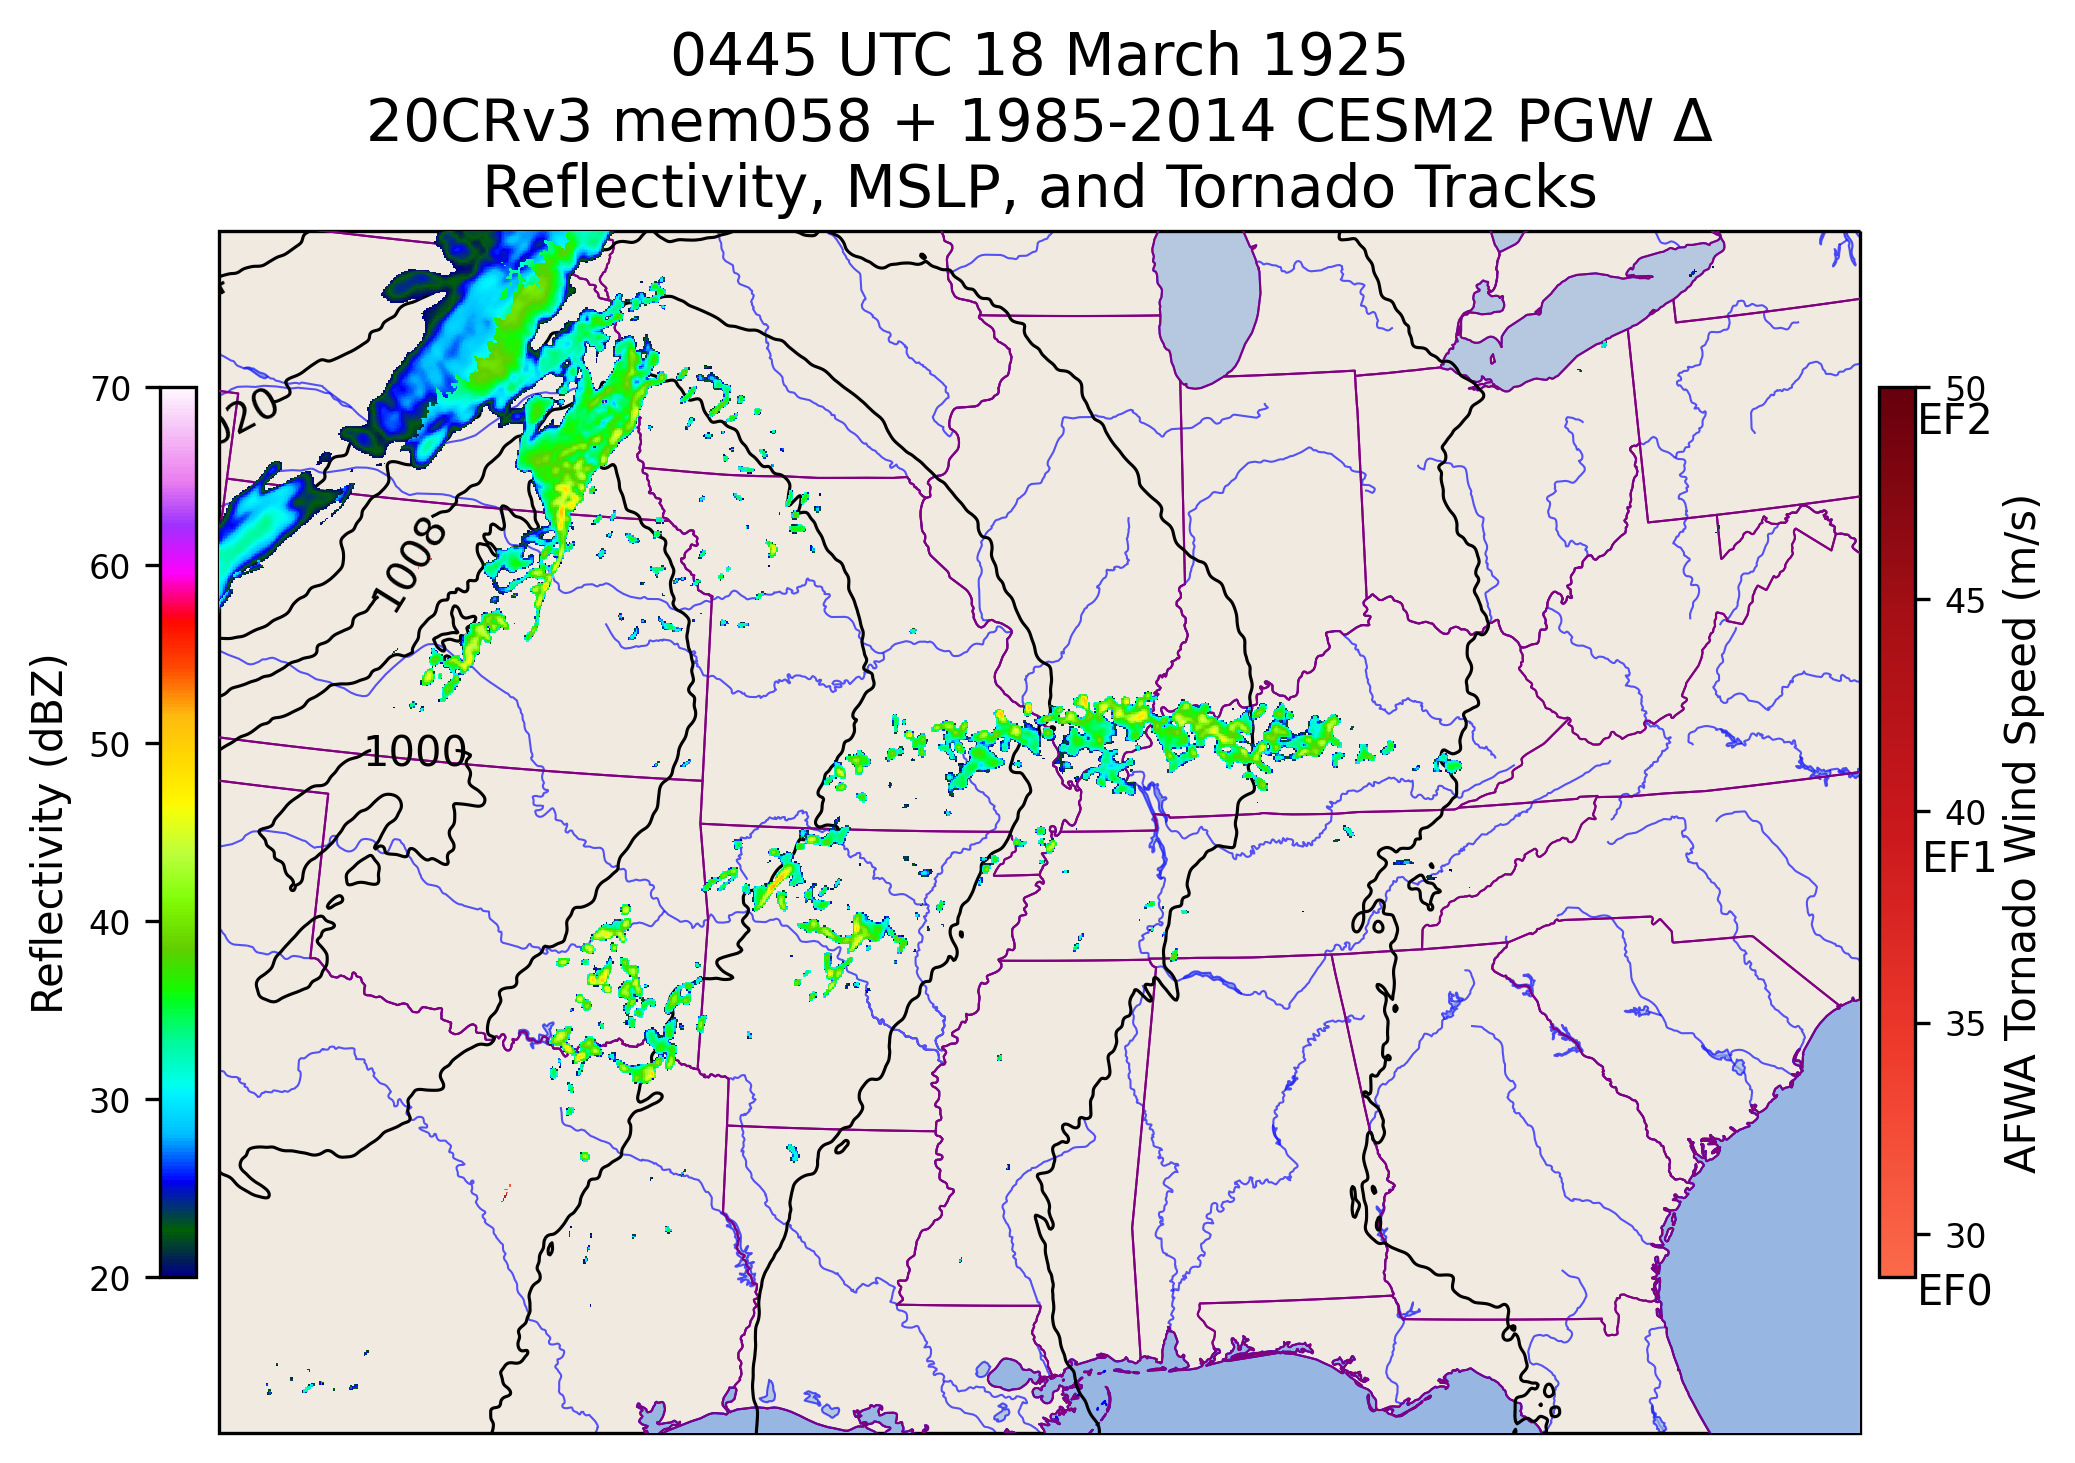 0445 UTC 18 March 1925
20CRv3 mem058 + 1985-2014 CESM2 PGW Δ
Reflectivity, MSLP, and Tornado Tracks
Reflectivity (dBZ)
70
60
50
40
30
20
020
1008
1000
50
EF2
45
40
EF1
35
30
EF0
AFWA Tornado Wind Speed (m/s)